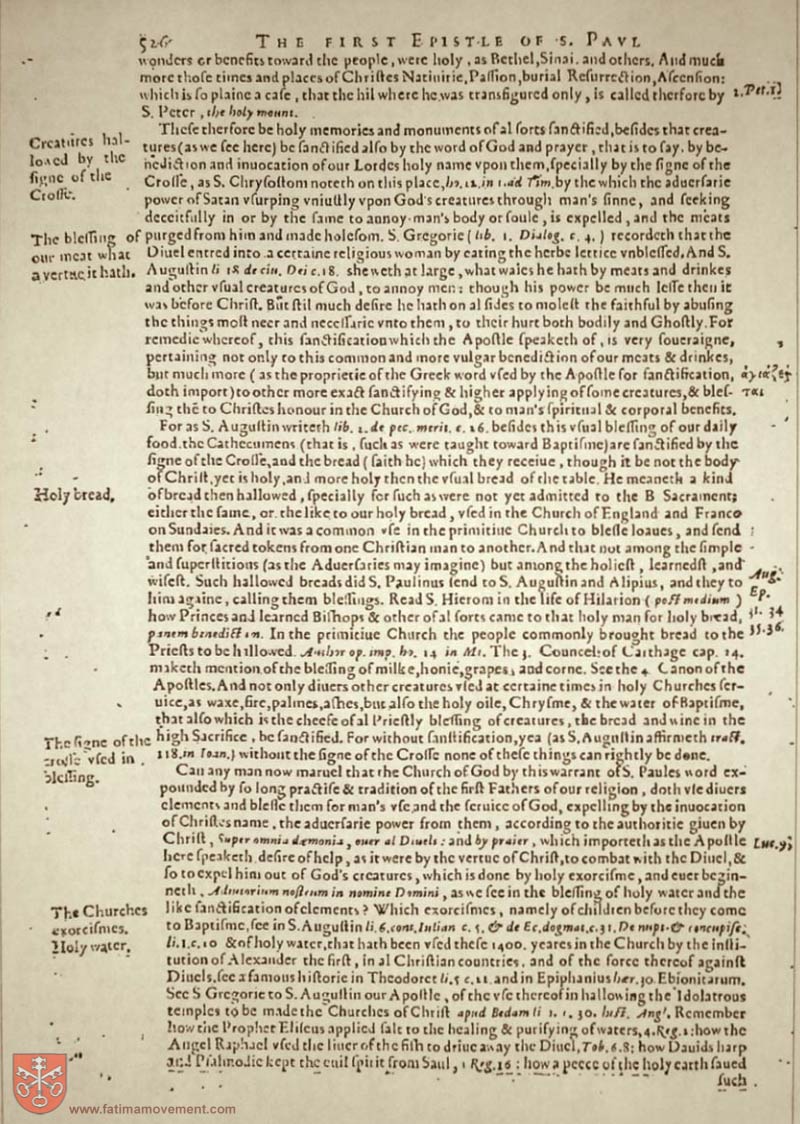 526 THE FIRST EPISTLE OF S. PAVL
wonders or benefits toward the people, were holy, as Bethel, Sinai. and others. And much
more thoſe times and places of Chriſtes Natiuitie, Paſſion, burial Reſurrection, Aſcenſion:
which is ſo plaine a caſe, that the hil where he was transfigured only, is called therfore by
2. Pet. 1
S. Peter, the holy mount.
Theſe therfore be holy memories and monuments of al ſorts ſanctified, beſides that crea-
Creatures hal-
lowed by the
ſigne of the
Croſſe.
tures (as we ſee here) be ſanctified alſo by the word of God and prayer, that is to ſay. by be-
nediction and inuocation of our Lordes holy name vpon them, ſpecially by the ſigne of the
Croſſe, as S. Chryſoſtom noteth on this place, ho. 12. in 1. ad Tim. by the which the aduerſarie
power of Satan vſurping vniuſtly vpon God's creatures through man's ſinne, and ſeeking
deceitfully in or by the ſame to annoy man's body or ſoule, is expelled, and the meats
The bleſſing of
our meat what
a vertue it hath.
purged from him and made holeſom. S. Gregorie (lib. 1. Dialog. c. 4.) recordeth that the
Diuel entred into a certaine religious woman by eating the herbe lettice vnbleſſed. And S.
Auguſtin li 18 de ciu. Dei c. 18. sheweth at large, what waies he hath by meats and drinkes
and other vſual creatures of God, to annoy men: though his power be much leſſe then it
was before Chriſt. But ſtil much deſire he hath on al ſides to moleſt the faithful by abuſing
the things moſt neer and neceſſarie vnto them, to their hurt both bodily and Ghoſtly. For
remedie whereof, this ſanctification which the Apoſtle ſpeaketh of, is very ſoueraigne,
pertaining not only to this common and more vulgar benediction of our meats & drinkes,
but much more (as the proprietie of the Greek word vſed by the Apoſtle for ſanctification,
ἁγιάζε-
ται
doth import) to other more exact ſanctifying & higher applying of ſome creatures, & bleſ-
ſing thē to Chriſtes honour in the Church of God, & to man's ſpiritual & corporal benefits.
For as S. Auguſtin writeth lib. 2. de pec. merit. c. 26. beſides this vſual bleſſing of our daily
food. the Cathecumens (that is, ſuch as were taught toward Baptiſme) are ſanctified by the
ſigne of the Croſſe, and the bread (ſaith he) which they receiue, though it be not the body
of Chriſt, yet is holy, and more holy then the vſual bread of the table. He meaneth a kind
Holy bread,
of bread then hallowed, ſpecially for ſuch as were not yet admitted to the B Sacrament;
either the ſame, or the like to our holy bread, vſed in the Church of England and France
on Sundaies. And it was a common vſe in the primitiue Church to bleſſe loaues, and ſend
them for ſacred tokens from one Chriſtian man to another. And that not among the ſimple
and ſuperſtitious (as the Aduerſaries may imagine) but among the holieſt, learnedſt, and
wiſeſt. Such hallowed breads did S. Paulinus ſend to S. Auguſtin and Alipius, and they to
Aug.
Ep.
31. 34
35. 36.
him againe, calling them bleſſings. Read S. Hierom in the life of Hilarion (poſt medium)
how Princes and learned Biſhops & other of al ſorts came to that holy man for holy bread,
panem benedictum. In the primitiue Church the people commonly brought bread to the
Prieſts to be hallowed. Author op. imp. ho. 14 in Mt. The 3. Councel of Carthage cap. 24.
maketh mention of the bleſſing of milke, honie, grapes, and corne. See the 4 Canon of the
Apoſtles. And not only diuers other creatures vſed at certaine times in holy Churches ſer-
uice, as waxe, fire, palmes, aſhes, but alſo the holy oile, Chryſme, & the water of Baptiſme,
that alſo which is the cheefe of al Prieſtly bleſſing of creatures, the bread and wine in the
The ſigne of the
croſſe vſed in
bleſſing.
high Sacrifice, be ſanctified. For without ſanctification, yea (as S. Auguſtin affirmeth tract.
118. in Ioan.) without the ſigne of the Croſſe none of theſe things can rightly be done.
Can any man now maruel that the Church of God by this warrant of S. Paules word ex-
pounded by ſo long practiſe & tradition of the firſt Fathers of our religion, doth vſe diuers
elements and bleſſe them for man's vſe and the ſeruice of God, expelling by the inuocation
of Chriſtes name, the aduerſarie power from them, according to the authoritie giuen by
Chriſt, Super omnia dæmonia, ouer al Diuels: and by praier, which importeth as the Apoſtle
Luc. 9;
here ſpeaketh deſire of help, as it were by the vertue of Chriſt, to combat with the Diuel, &
ſo to expel him out of God's creatures, which is done by holy exorciſme, and euer begin-
neth, Adiutorium noſtrum in nomine Domini, as we ſee in the bleſſing of holy water and the
The Churches
exorciſmes.
Holy water.
like ſanctification of elements? Which exorciſmes, namely of children before they come
to Baptiſme, ſee in S. Auguſtin li. 6. cont. Iulian c. 5. & de Ec. dogmat. c. 31. De nupt. & concupiſc.
li. 2. c. 20 & of holy water, that hath been vſed theſe 1400. yeares in the Church by the inſti-
tution of Alexander the firſt, in al Chriſtian countries, and of the force thereof againſt
Diuels. ſee a famous hiſtorie in Theodoret li. 5 c. 21 and in Epiphanius hær. 30 Ebionitarum.
See S Gregorie to S. Auguſtin our Apoſtle, of the vſe thereof in hallowing the Idolatrous
temples to be made the Churches of Chriſt apud Bedam li 1. c. 30. hiſt. Angl. Remember
how the Prophet Eliſeus applied ſalt to the healing & purifying of waters, 4. Reg. 2: how the
Angel Raphael vſed the liuer of the fiſh to driue away the Diuel, Tob. 6. 8; how Dauids harp
and Pſalmodie kept the euil ſpirit from Saul, 1 Reg. 16: how a peece of the holy earth ſaued
ſuch
www.fatimamovement.com